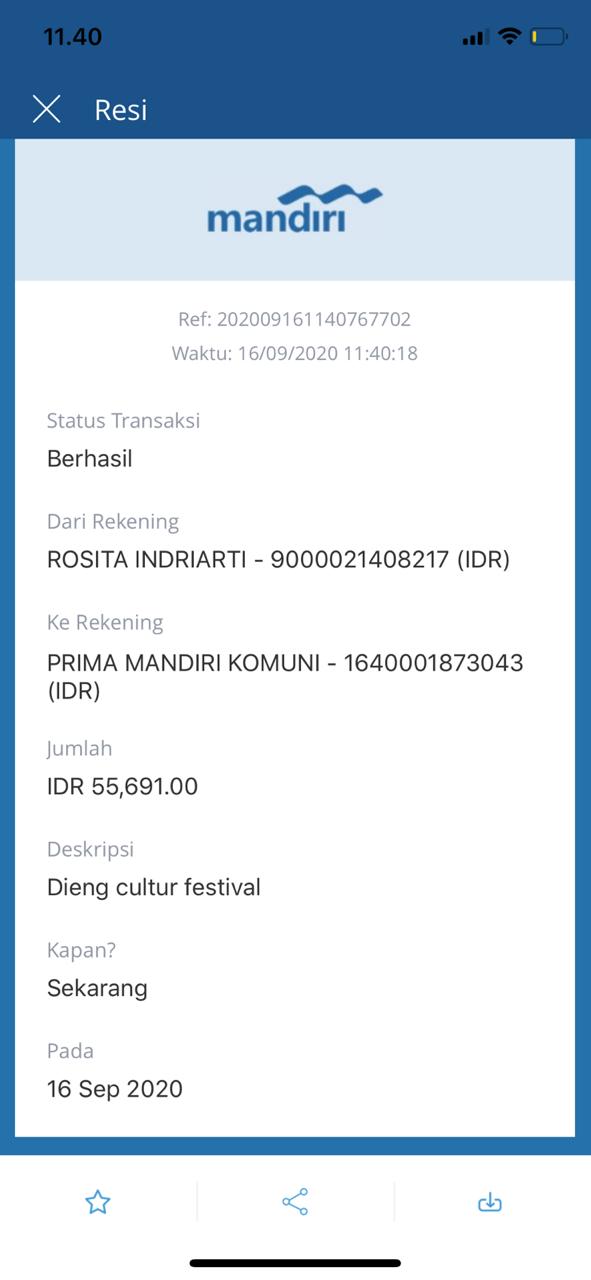 11.40
Resi
mandiri
Ref: 202009161140767702
Waktu: 16/09/2020 11:40:18
Status Transaksi
Berhasil
Dari Rekening
ROSITA INDRIARTI - 9000021408217 (IDR)
Ke Rekening
PRIMA MANDIRI KOMUNI - 1640001873043
(IDR)
Jumlah
IDR 55,691.00
Deskripsi
Dieng cultur festival
Kapan?
Sekarang
Pada
16 Sep 2020